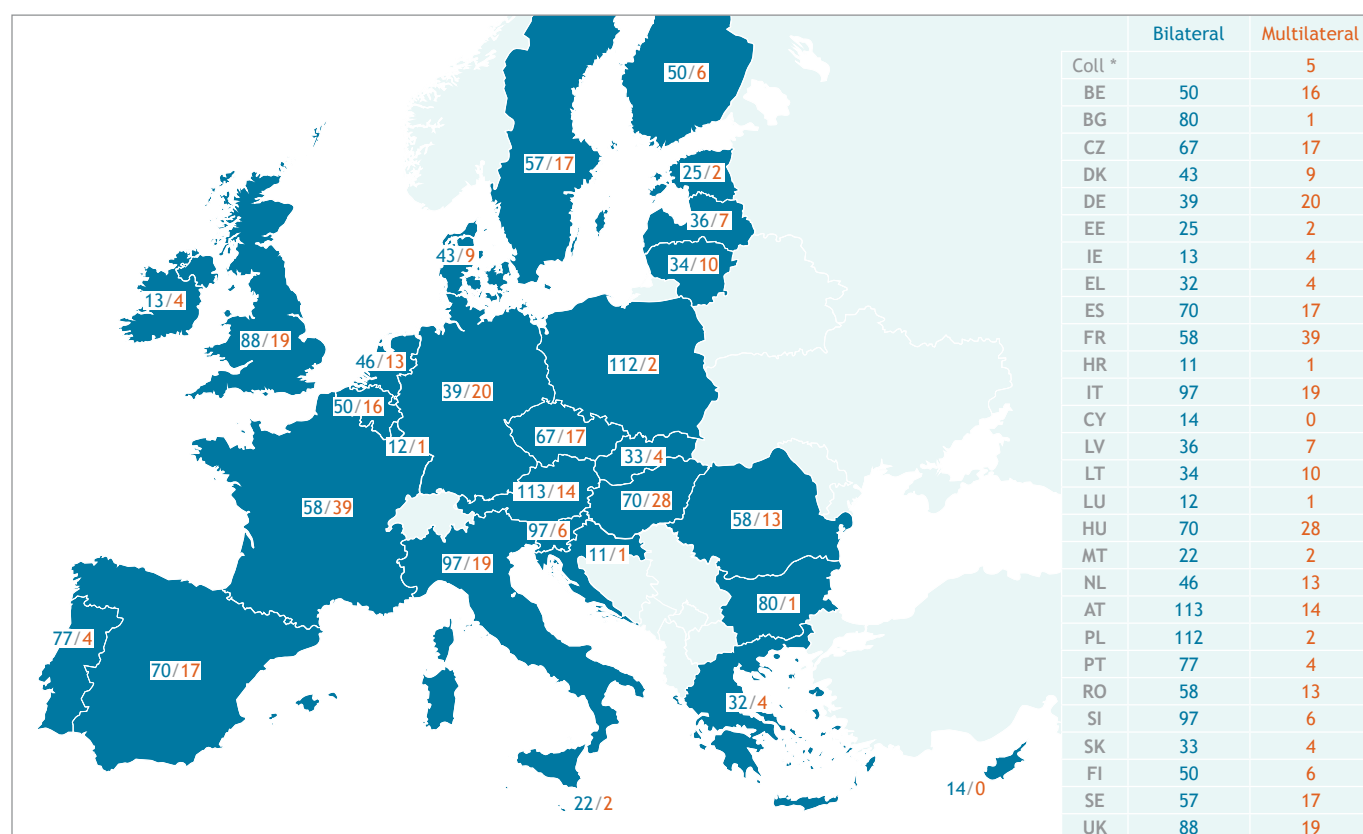 50/6
57/17
25/2
36/7
43/9
34/10
13/4
88/19
46/13
112/2
39/20
50/16
67/17
12/1
33/4
113/14
70/28
58/39
58/13
97/6
11/1
97/19
80/1
77/4
70/17
32/4
14/0
22/2
Bilateral Multilateral
Coll * 5
BE 50 16
BG 80 1
CZ 67 17
DK 43 9
DE 39 20
EE 25 2
IE 13 4
EL 32 4
ES 70 17
FR 58 39
HR 11 1
IT 97 19
CY 14 0
LV 36 7
LT 34 10
LU 12 1
HU 70 28
MT 22 2
NL 46 13
AT 113 14
PL 112 2
PT 77 4
RO 58 13
SI 97 6
SK 33 4
FI 50 6
SE 57 17
UK 88 19